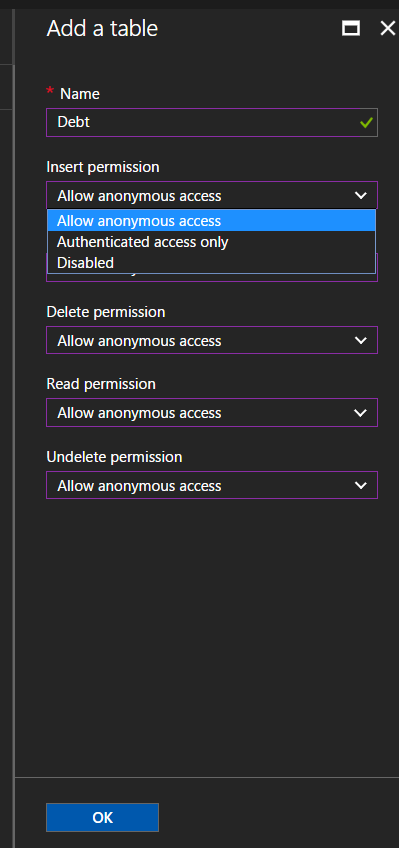 Add a table
* Name
Debt
Insert permission
Allow anonymous access
Allow anonymous access
Authenticated access only
Disabled
Delete permission
Allow anonymous access
Read permission
Allow anonymous access
Undelete permission
Allow anonymous access
OK